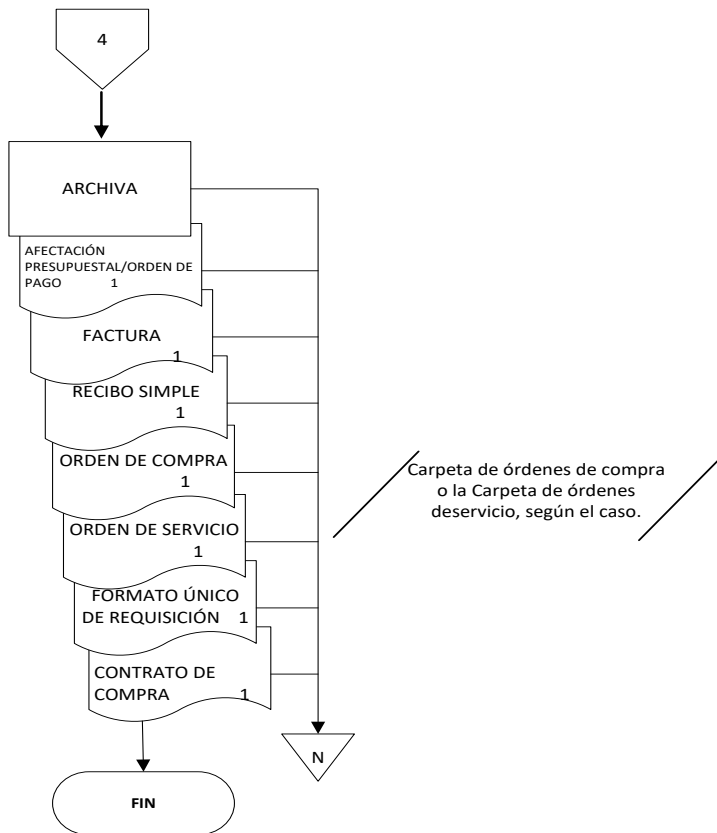 4
ARCHIVA
AFECTACIÓN
PRESUPUESTAL/ORDEN DE
PAGO 1
FACTURA
1
RECIBO SIMPLE
1
ORDEN DE COMPRA
1
ORDEN DE SERVICIO
1
FORMATO ÚNICO
DE REQUISICIÓN 1
CONTRATO DE
COMPRA 1
Carpeta de órdenes de compra
o la Carpeta de órdenes
deservicio, según el caso.
N
FIN